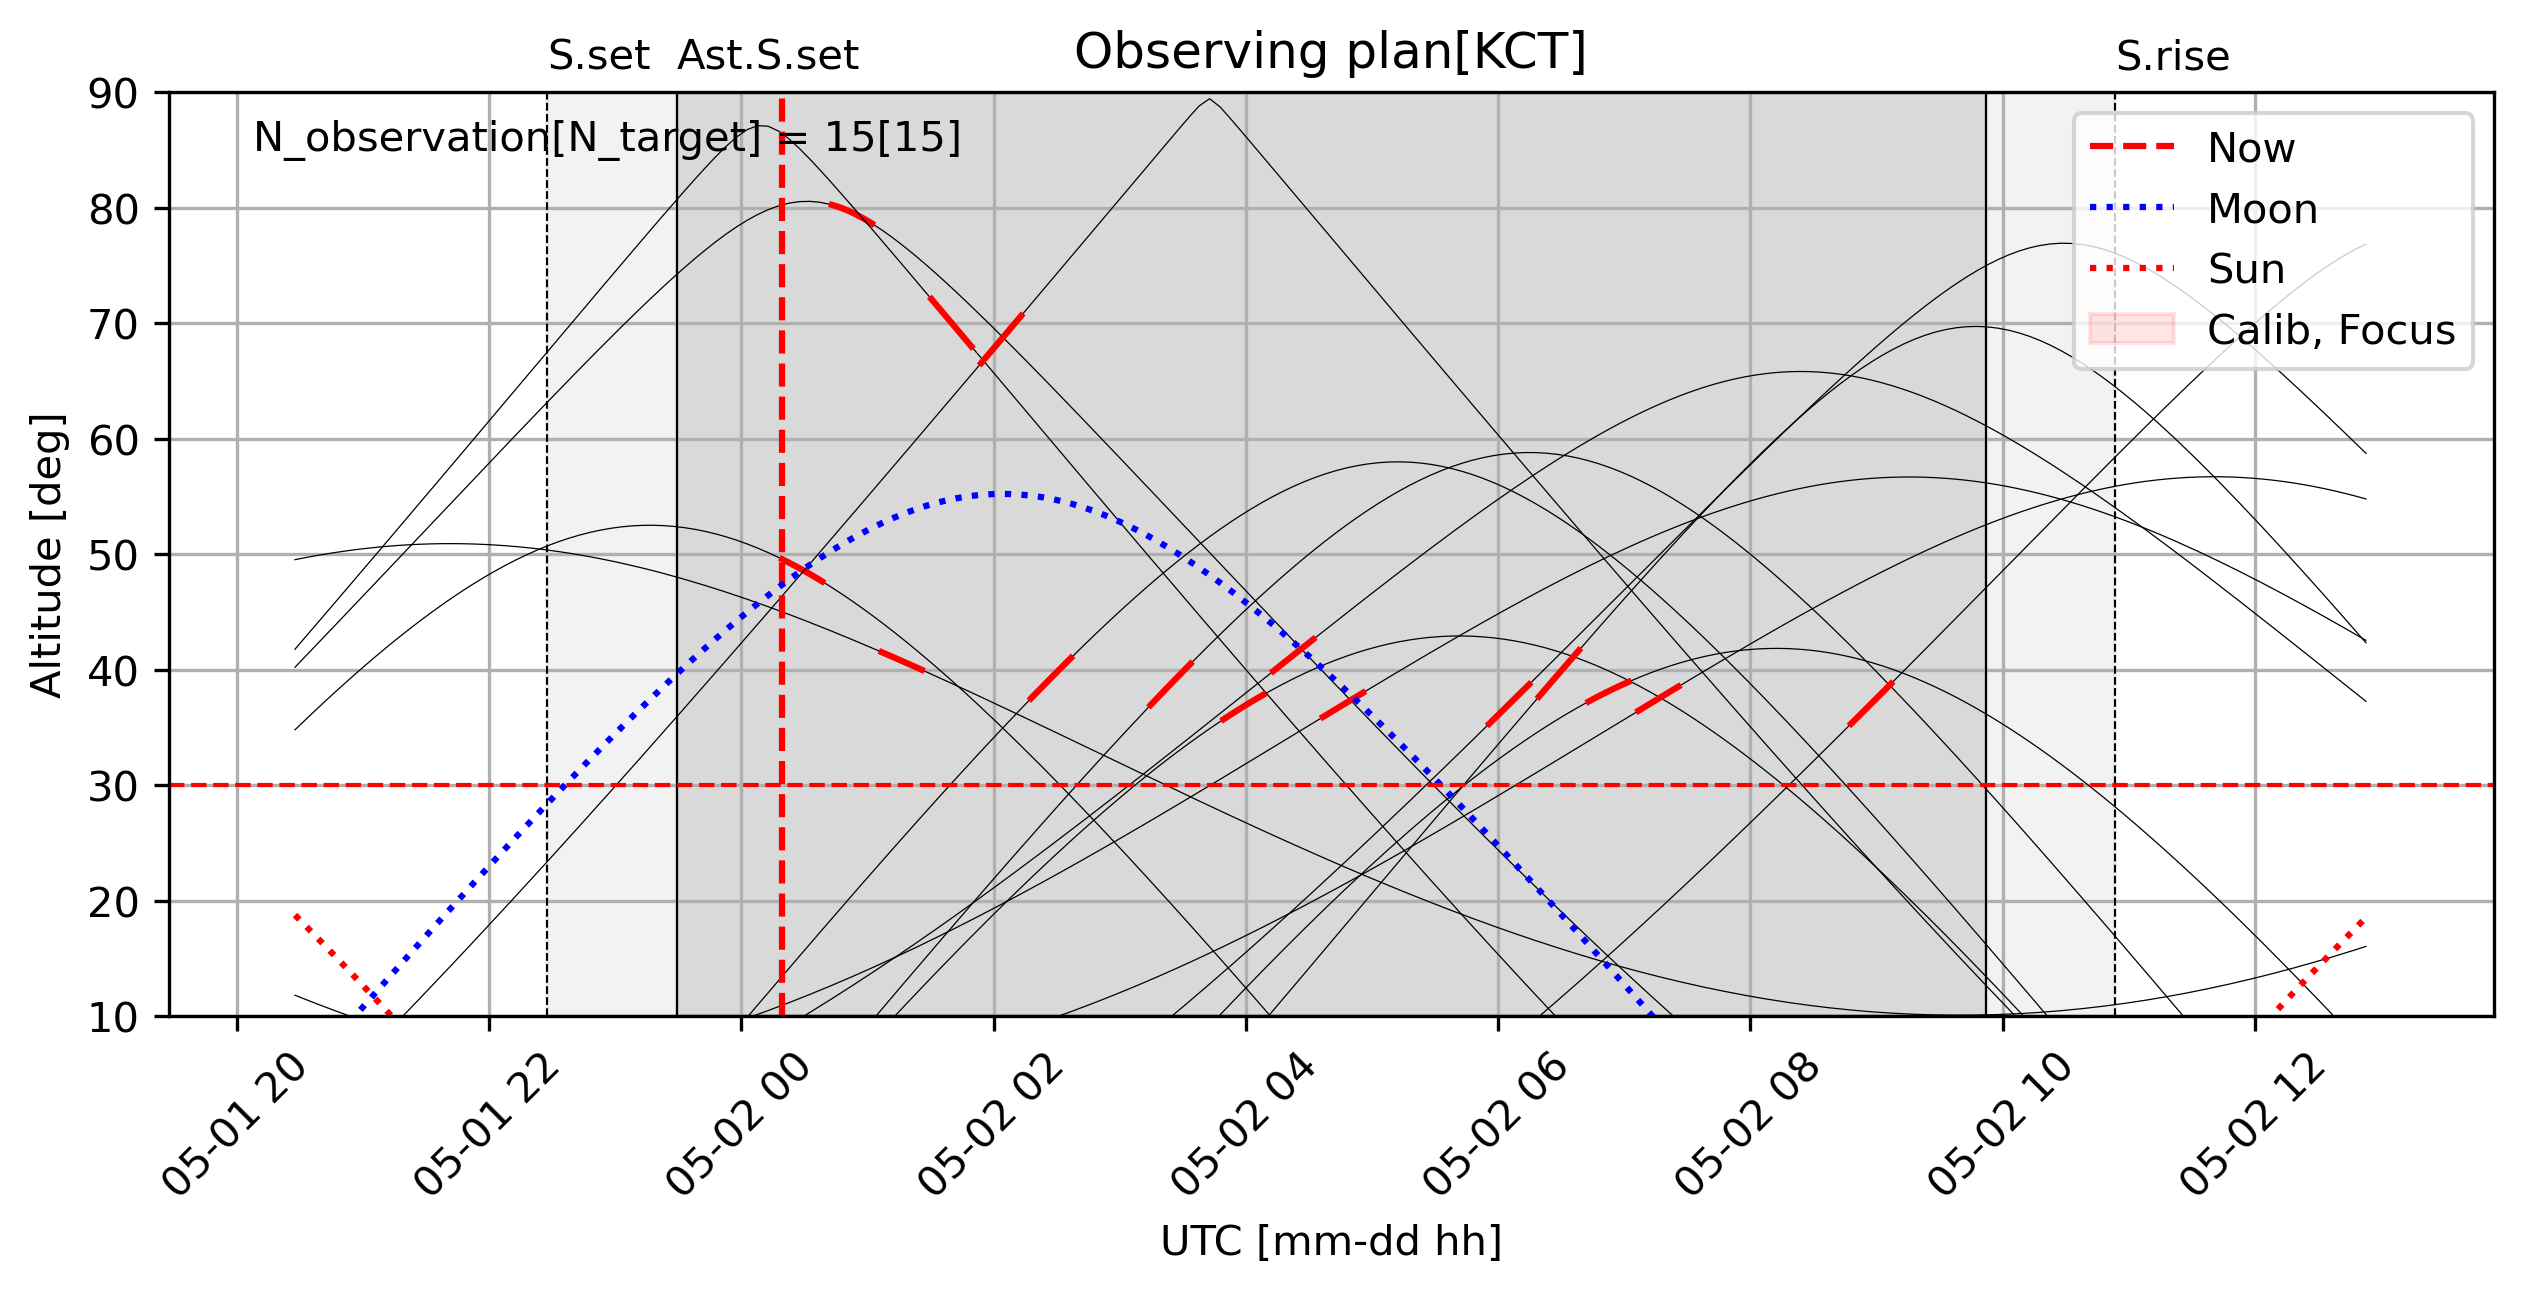 Observing plan[KCT]
S.set
Ast.S.set
S.rise
N_observation[N_target] = 15[15]
Now
Moon
Sun
Calib, Focus
Altitude [deg]
90
80
70
60
50
40
30
20
10
05-01 20
05-01 22
05-02 00
05-02 02
05-02 04
05-02 06
05-02 08
05-02 10
05-02 12
UTC [mm-dd hh]